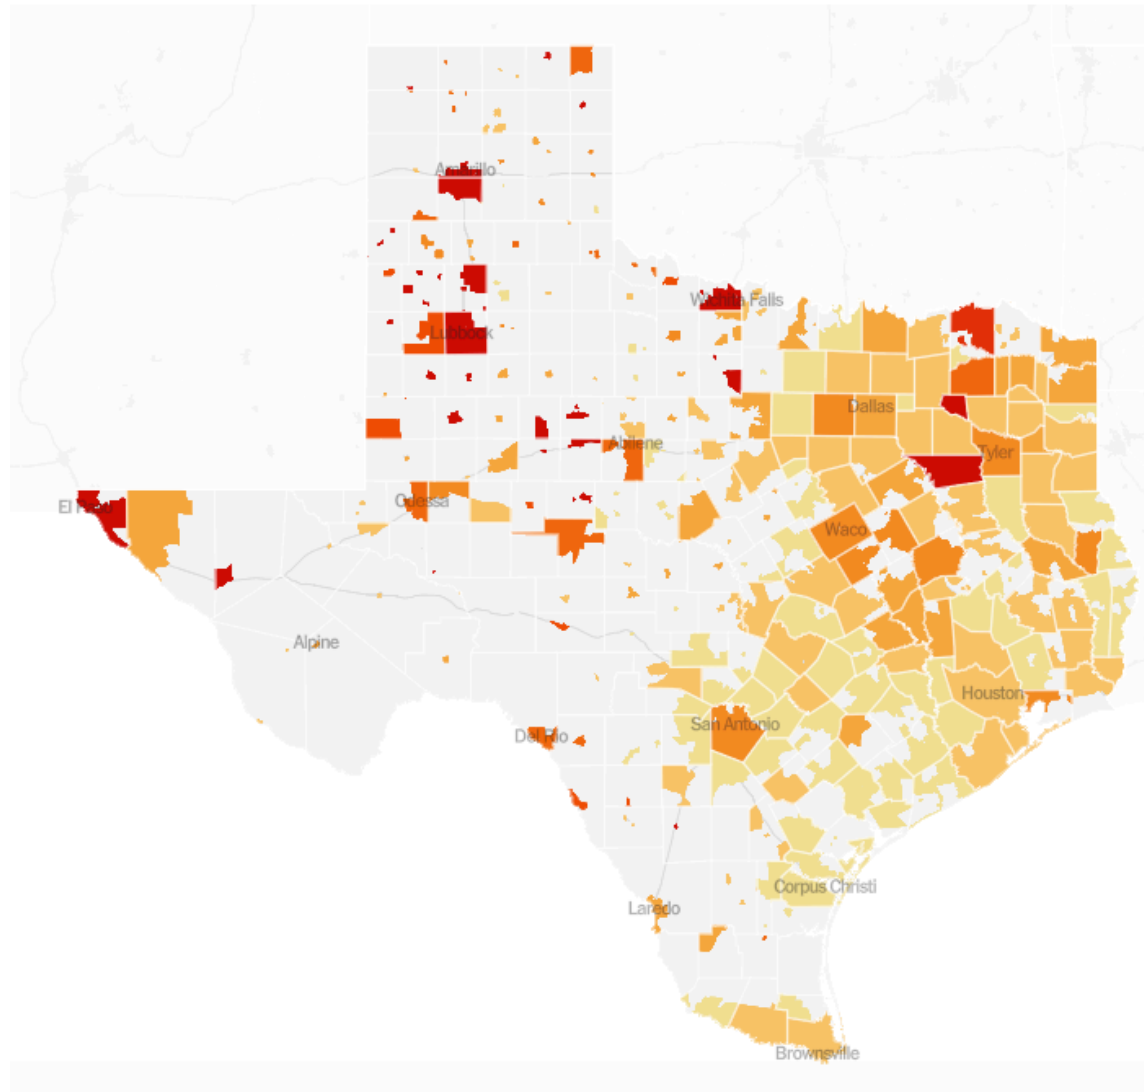 Amarillo
Wichita Falls
Lubbock
Dallas
Abilene
Tyler
El Paso
Odessa
Waco
Alpine
Houston
San Antonio
Del Rio
Corpus Christi
Laredo
Brownsville